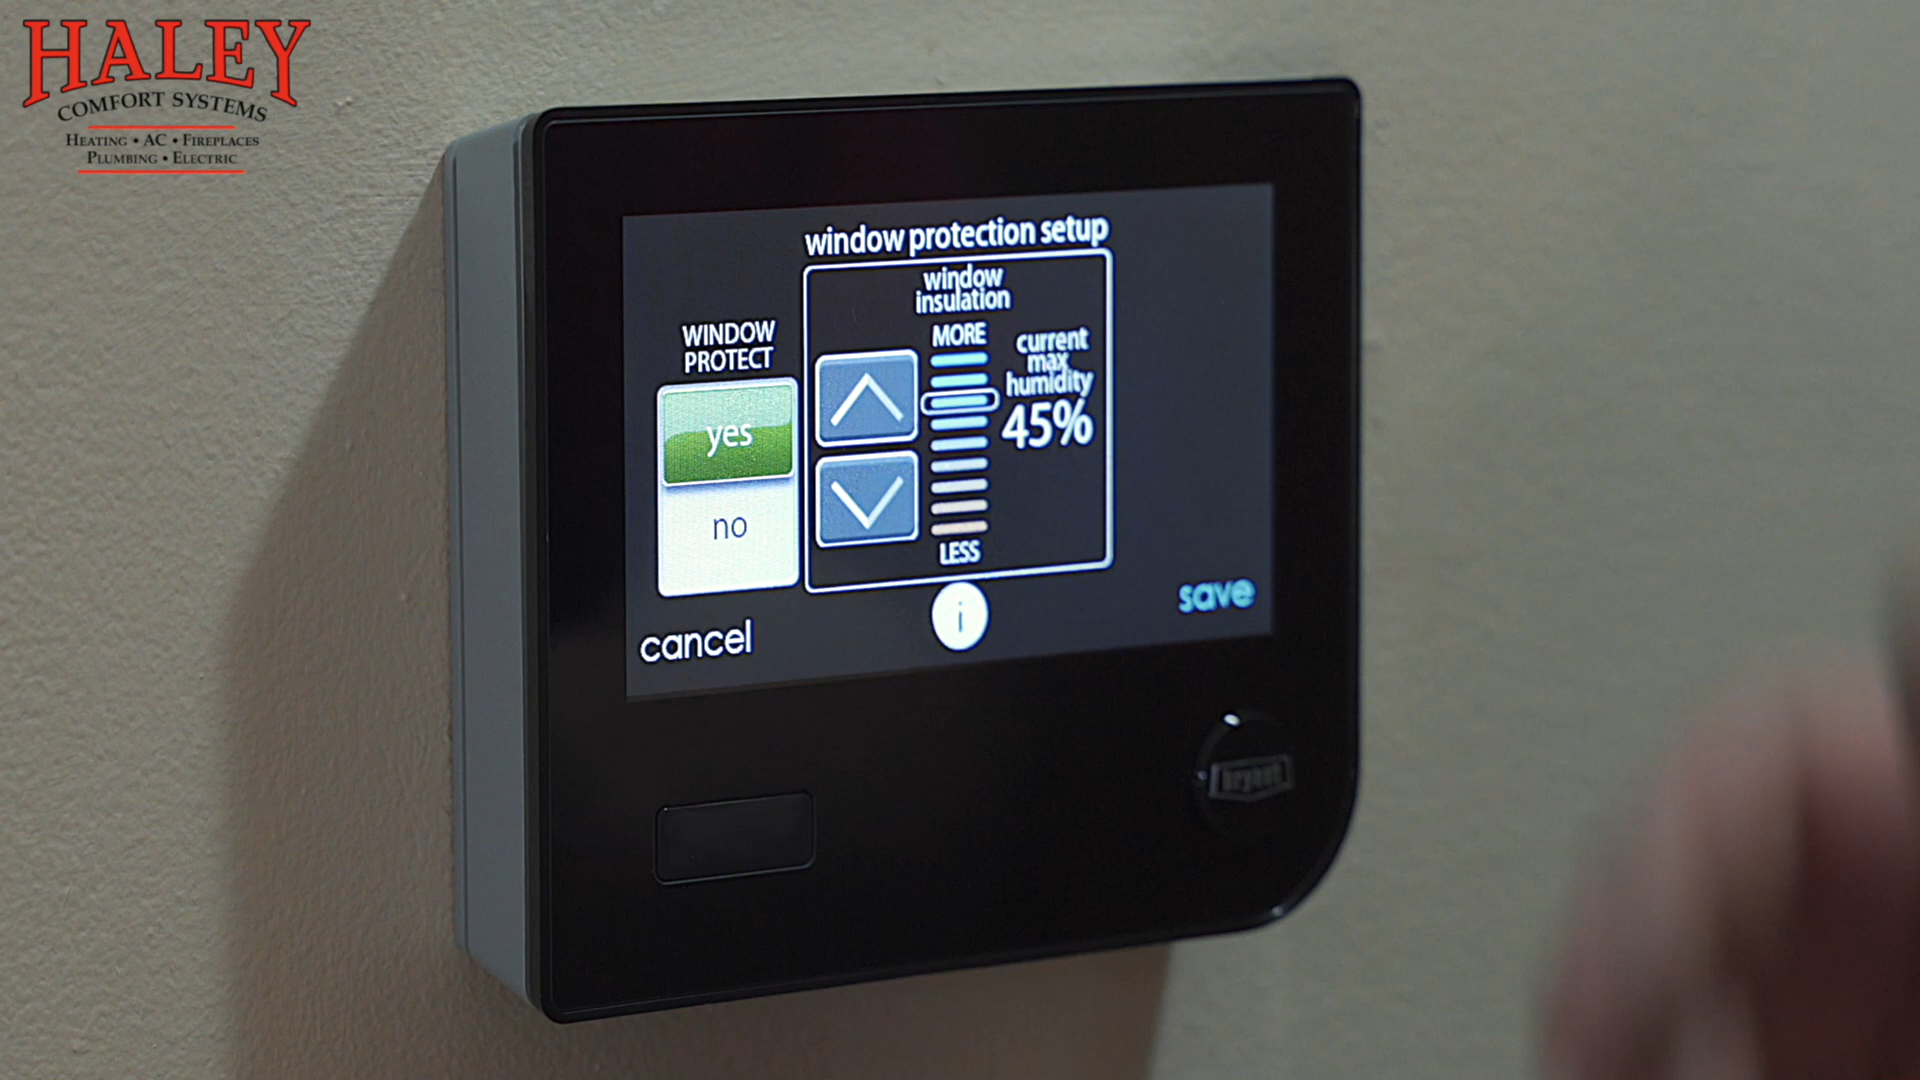 HALEY
COMFORT SYSTEMS
HEATING • AC • FIREPLACES
PLUMBING • ELECTRIC
window protection setup
window
insulation
WINDOW
PROTECT
MORE
current
max
humidity
45%
yes
no
LESS
cancel
i
save
bryant